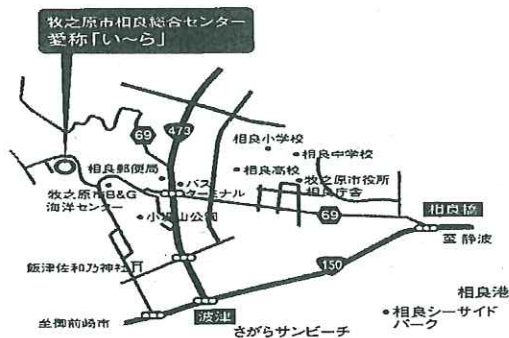 牧之原市相良総合センター
愛称「い〜ら」
69
473
相良小学校
相良中学校
相良高校
相良郵便局
バス
ターミナル
牧之原市役所
相良庁舎
牧之原市B&G
海洋センター
小堤山公園
69
相良橋
至 静波
飯津佐和乃神社
150
相良港
至御前崎市
波津
さがらサンビーチ
相良シーサイド
パーク